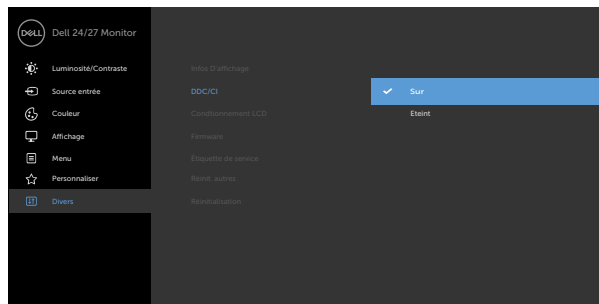 DELL Dell 24/27 Monitor
Luminosité/Contraste
Source entrée
Couleur
Affichage
Menu
Personnaliser
Divers
Infos D'affichage
DDC/CI
Conditionnement LCD
Firmware
Étiquette de service
Réinit. autres
Réinitialisation
Sur
Eteint